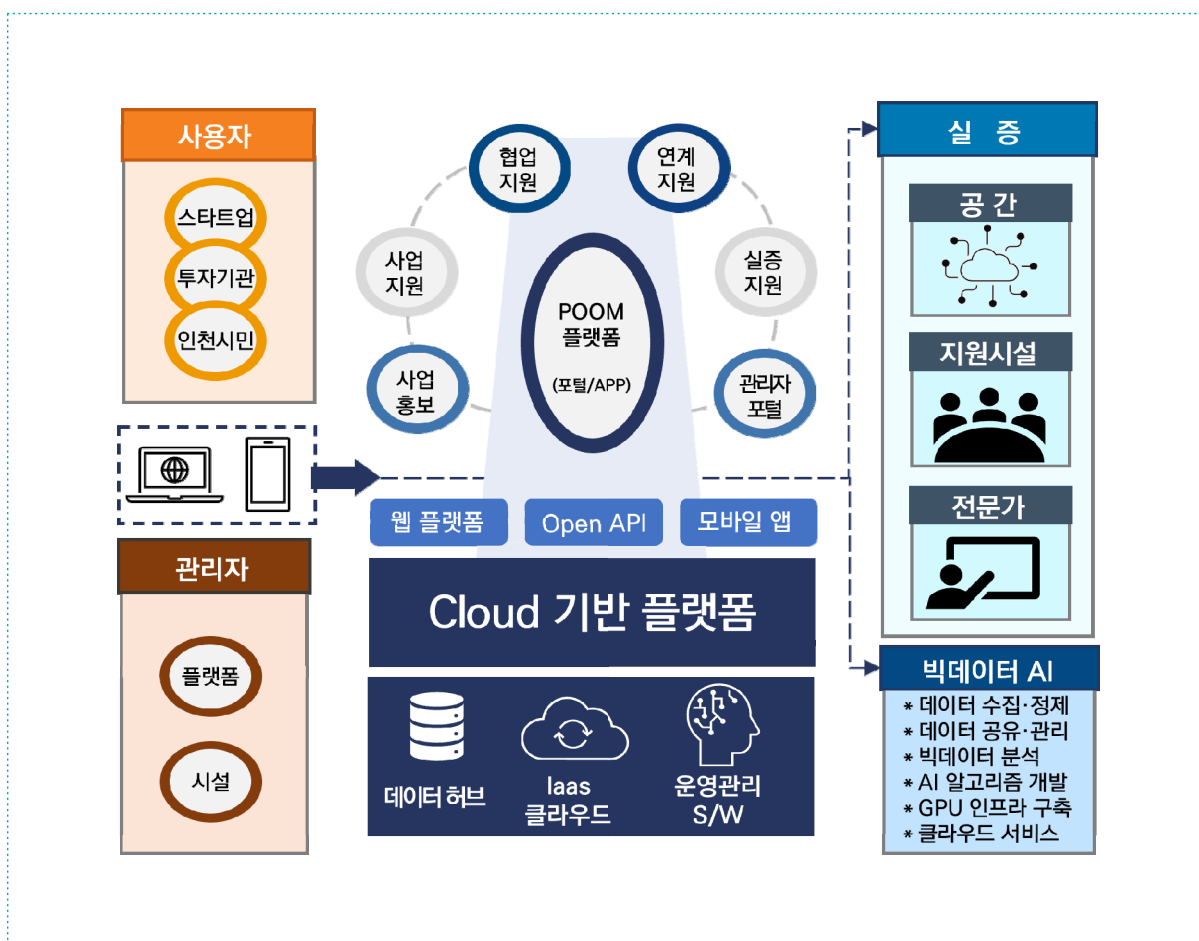 사용자
스타트업
투자기관
인천시민
관리자
플랫폼
시설
협업
지원
연계
지원
사업
지원
실증
지원
사업
홍보
관리자
포털
POOM
플랫폼
(포털/APP)
웹 플랫폼
Open API
모바일 앱
Cloud 기반 플랫폼
데이터 허브
Iaas
클라우드
운영관리
S/W
실 증
공 간
지원시설
전문가
빅데이터 AI
* 데이터 수집·정제
* 데이터 공유·관리
* 빅데이터 분석
* AI 알고리즘 개발
* GPU 인프라 구축
* 클라우드 서비스